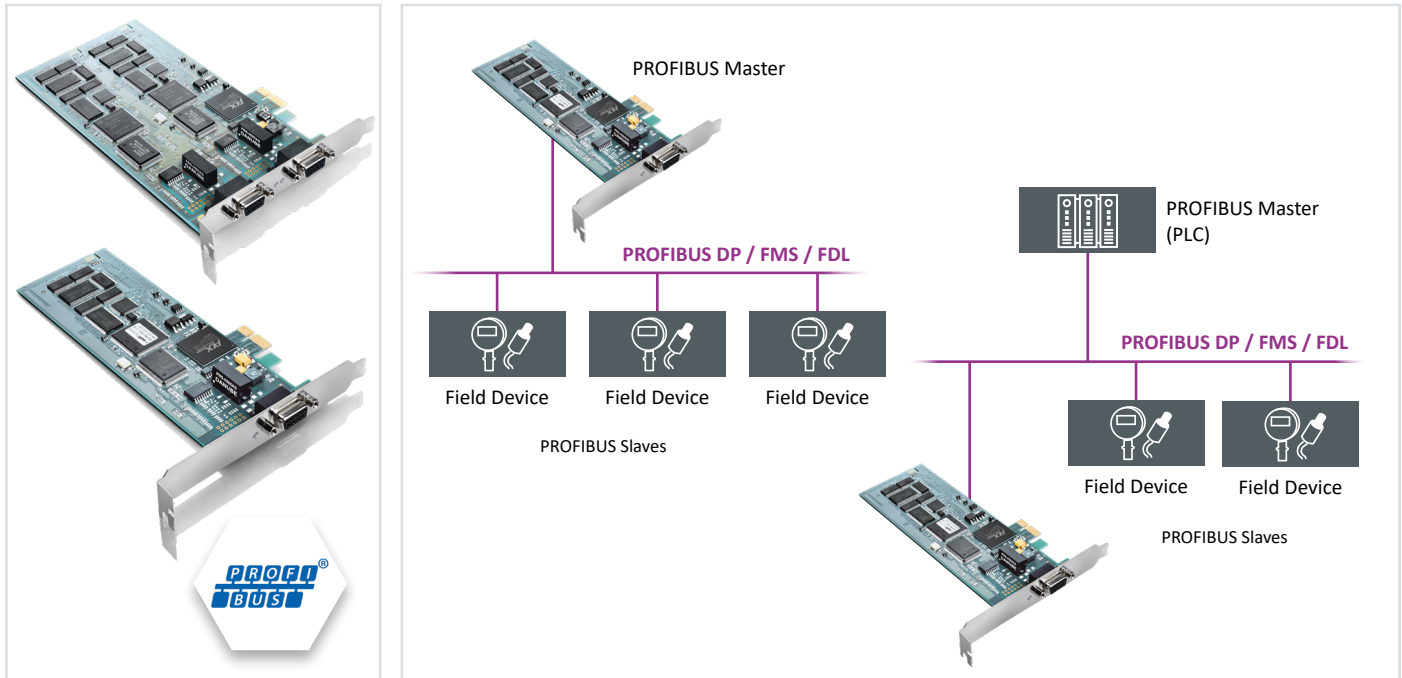 PROFI®
BUS
PROFIBUS Master
PROFIBUS DP / FMS / FDL
Field Device
Field Device
Field Device
PROFIBUS Slaves
PROFIBUS Master
(PLC)
PROFIBUS DP / FMS / FDL
Field Device
Field Device
PROFIBUS Slaves